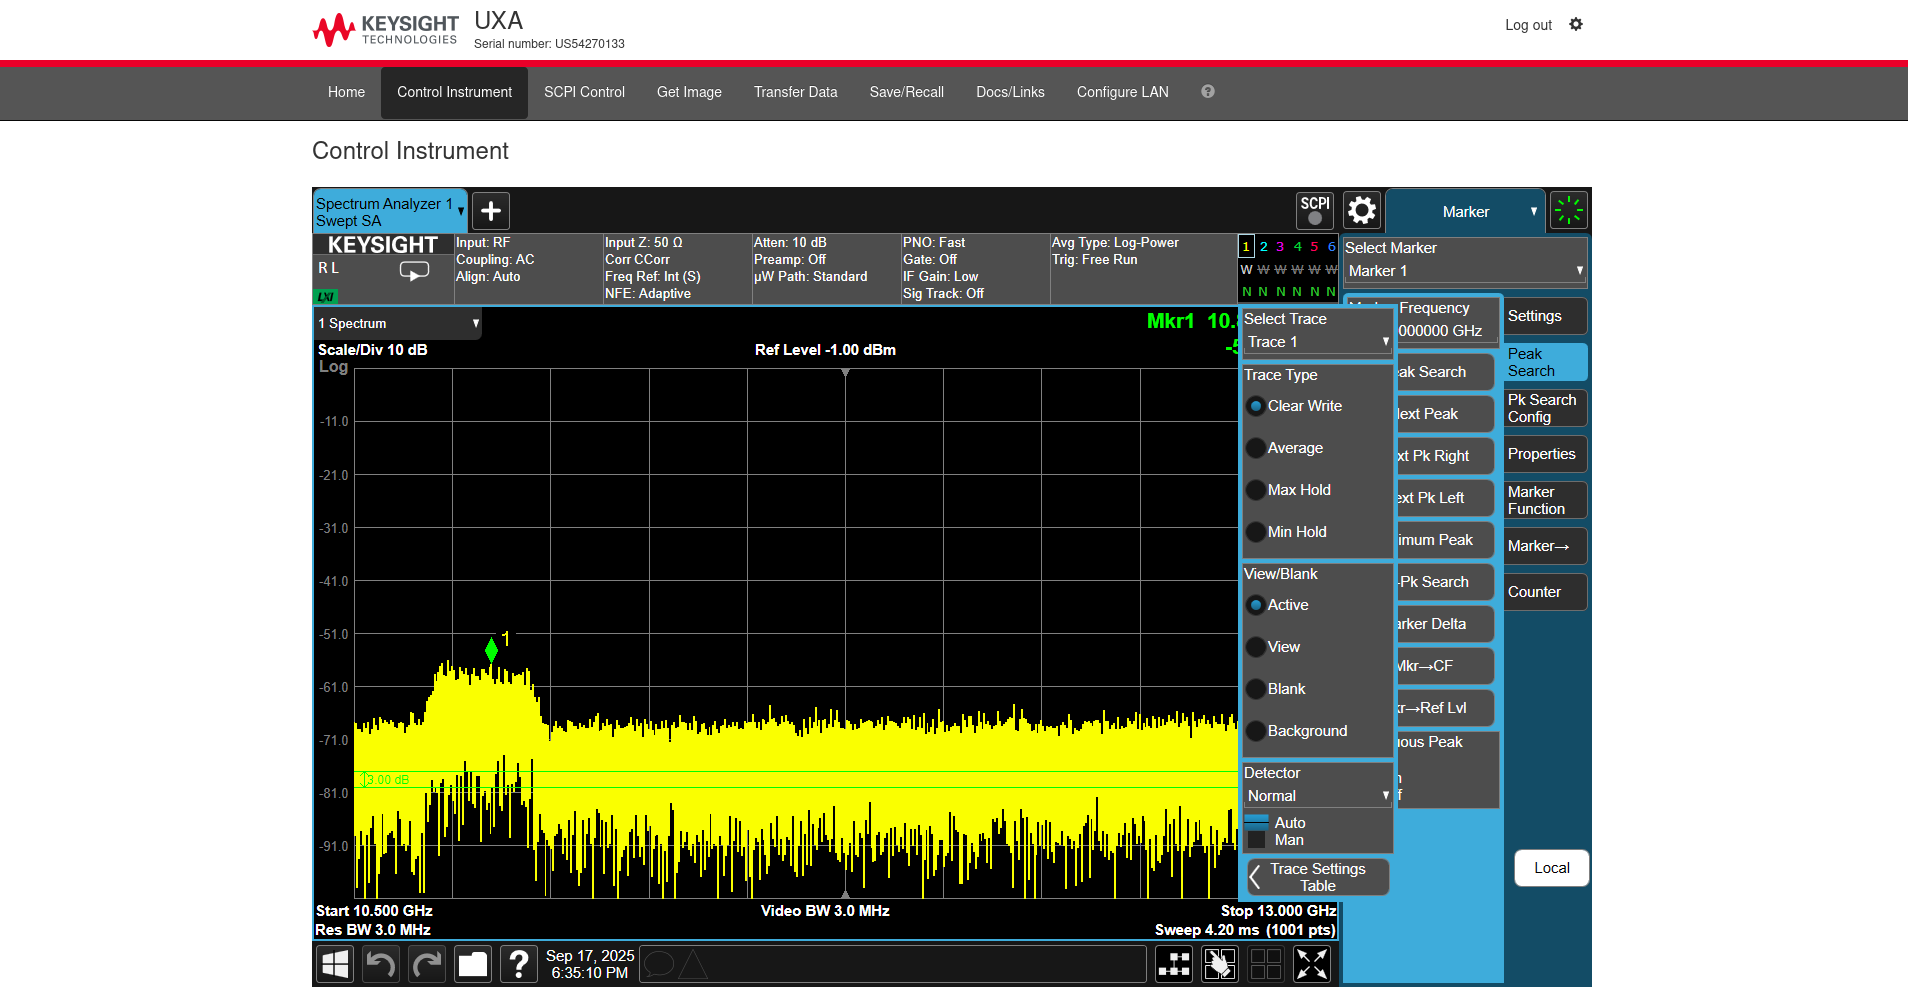 KEYSIGHT
TECHNOLOGIES
UXA
Serial number: US54270133
Log out
Home
Control Instrument
SCPI Control
Get Image
Transfer Data
Save/Recall
Docs/Links
Configure LAN
?
Control Instrument
Spectrum Analyzer 1
Swept SA
SCPI
Marker
KEYSIGHT
R L
LXI
Input: RF
Coupling: AC
Align: Auto
Input Z: 50 Ω
Corr CCorr
Freq Ref: Int (S)
NFE: Adaptive
Atten: 10 dB
Preamp: Off
µW Path: Standard
PNO: Fast
Gate: Off
IF Gain: Low
Sig Track: Off
Avg Type: Log-Power
Trig: Free Run
1 2 3 4 5 6
W W W W W W
N N N N N N
Select Marker
Marker 1
1 Spectrum
Scale/Div 10 dB
Log
Ref Level -1.00 dBm
Mkr1 10.
-5
-11.0
-21.0
-31.0
-41.0
-51.0
-61.0
-71.0
-81.0
-91.0
1
3.00 dB
Start 10.500 GHz
Res BW 3.0 MHz
Video BW 3.0 MHz
Stop 13.000 GHz
Sweep 4.20 ms (1001 pts)
Select Trace
Trace 1
Trace Type
Clear Write
Average
Max Hold
Min Hold
View/Blank
Active
View
Blank
Background
Detector
Normal
Auto
Man
Trace Settings
Table
Frequency
000000 GHz
ak Search
ext Peak
xt Pk Right
ext Pk Left
imum Peak
-Pk Search
arker Delta
Mkr→CF
r→Ref Lvl
ous Peak
Settings
Peak
Search
Pk Search
Config
Properties
Marker
Function
Marker→
Counter
Local
?
Sep 17, 2025
6:35:10 PM